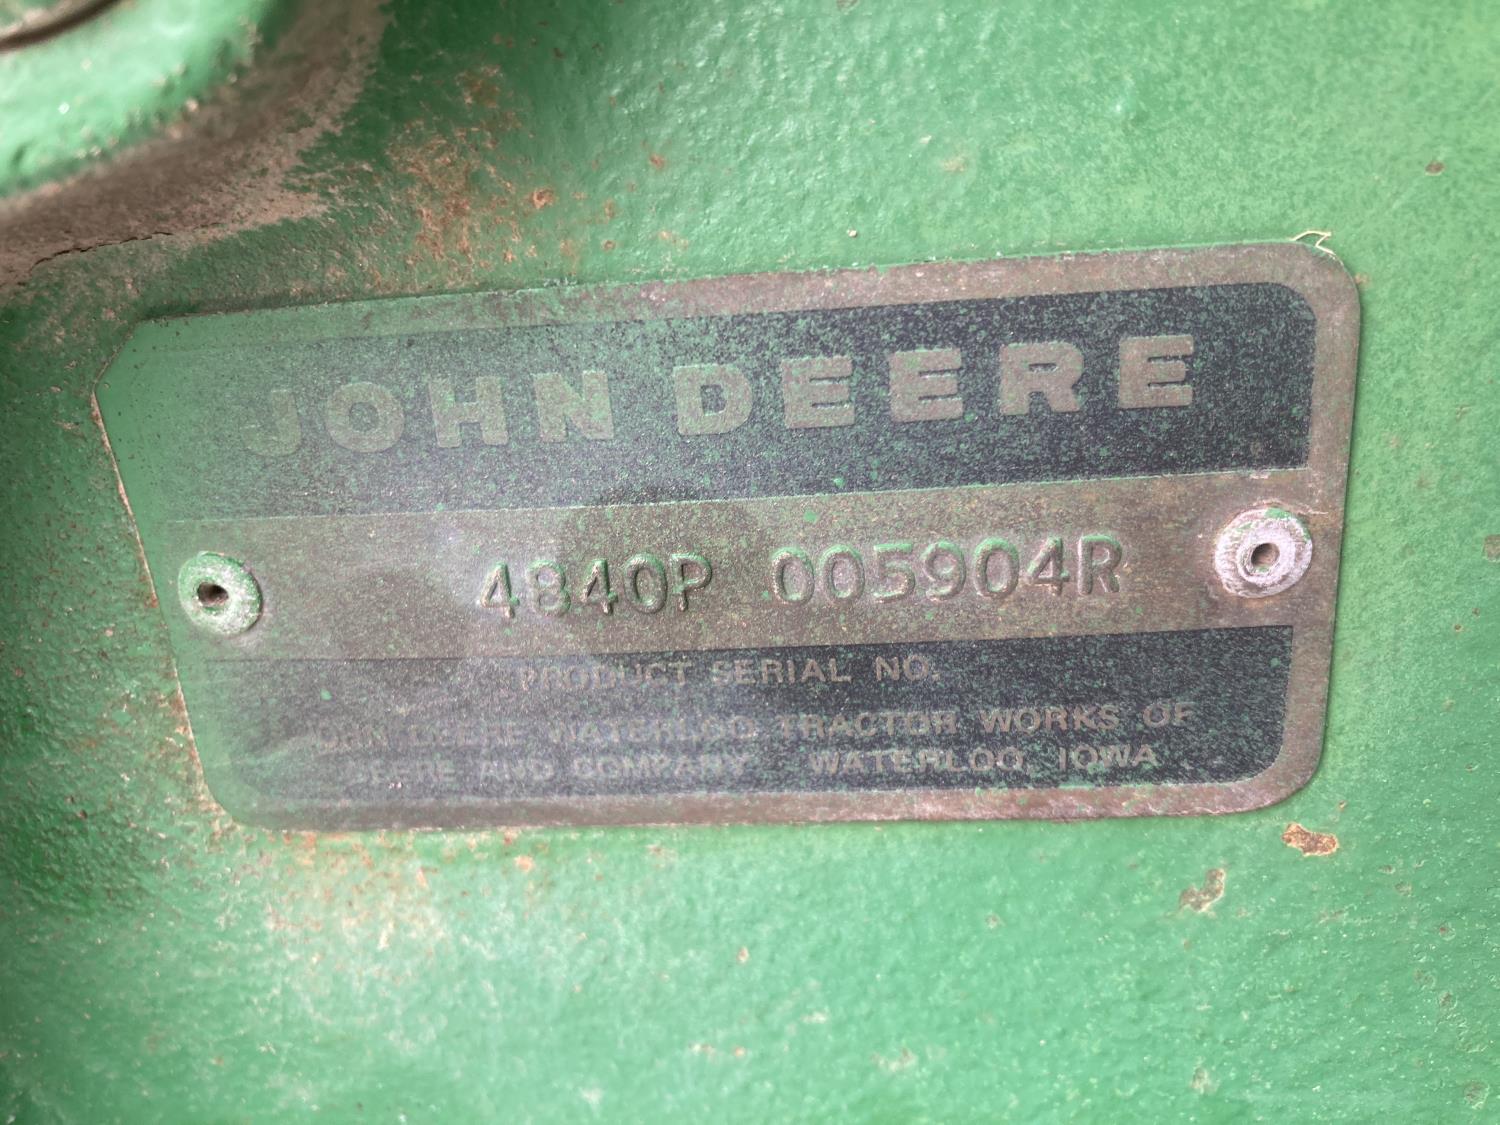 JOHN DEERE
4840P 005904R
PRODUCT SERIAL NO.
JOHN DEERE WATERLOO TRACTOR WORKS OF
DEERE AND COMPANY WATERLOO, IOWA